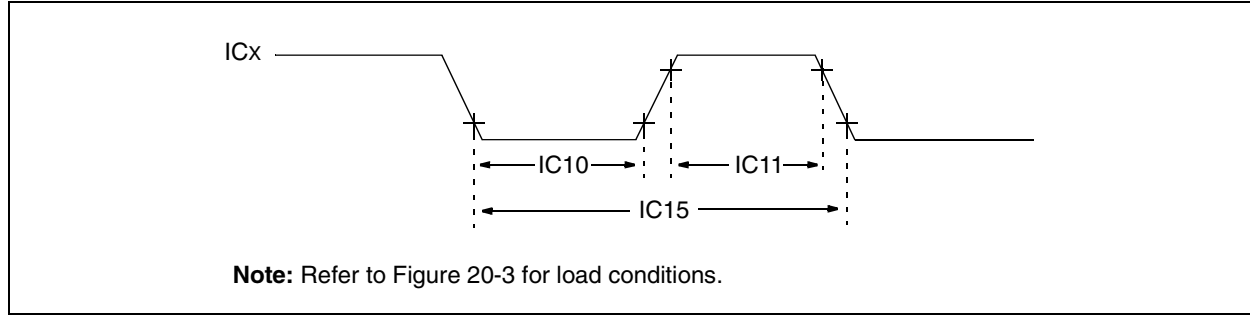 ICx
IC10
IC11
IC15
Note: Refer to Figure 20-3 for load conditions.